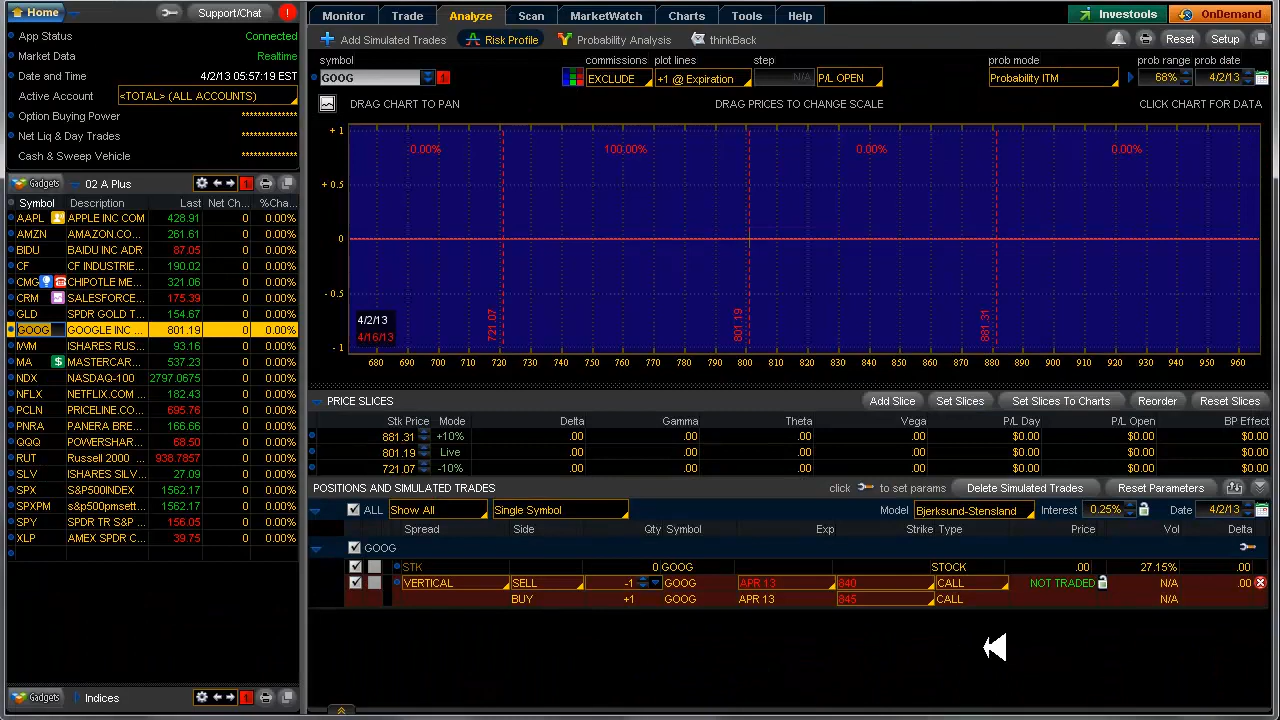 Home Support/Chat !
App Status Connected
Market Data Realtime
Date and Time 4/2/13 05:57:19 EST
Active Account <TOTAL> (ALL ACCOUNTS)
Option Buying Power **************
Net Liq & Day Trades **************
Cash & Sweep Vehicle **************
Gadgets 02 A Plus 1
Symbol Description Last Net Ch... %Cha...
AAPL APPLE INC COM 428.91 0 0.00%
AMZN AMAZON.CO... 261.61 0 0.00%
BIDU BAIDU INC ADR 87.05 0 0.00%
CF CF INDUSTRIE... 190.02 0 0.00%
CMG CHIPOTLE ME... 321.06 0 0.00%
CRM SALESFORCE... 175.39 0 0.00%
GLD SPDR GOLD T... 154.67 0 0.00%
GOOG GOOGLE INC ... 801.19 0 0.00%
IWM ISHARES RUS... 93.16 0 0.00%
MA $ MASTERCAR... 537.23 0 0.00%
NDX NASDAQ-100 2797.0675 0 0.00%
NFLX NETFLIX.COM ... 182.43 0 0.00%
PCLN PRICELINE.CO... 695.76 0 0.00%
PNRA PANERA BRE... 166.66 0 0.00%
QQQ POWERSHAR... 68.50 0 0.00%
RUT Russell 2000 ... 938.7857 0 0.00%
SLV ISHARES SILV... 27.09 0 0.00%
SPX S&P500INDEX 1562.17 0 0.00%
SPXPM s&p500pmsett... 1562.17 0 0.00%
SPY SPDR TR S&P ... 156.05 0 0.00%
XLP AMEX SPDR C... 39.75 0 0.00%
Gadgets Indices 1
Monitor Trade Analyze Scan MarketWatch Charts Tools Help Investools OnDemand
Add Simulated Trades Risk Profile Probability Analysis thinkBack Reset Setup
symbol commissions plot lines step prob mode prob range prob date
GOOG 1 EXCLUDE +1 @ Expiration N/A P/L OPEN Probability ITM 68% 4/2/13
DRAG CHART TO PAN DRAG PRICES TO CHANGE SCALE CLICK CHART FOR DATA
+ 1
0.00% 100.00% 0.00% 0.00%
+ 0.5
0
- 0.5
721.07 801.19 881.31
4/2/13
4/16/13
- 1
680 690 700 710 720 730 740 750 760 770 780 790 800 810 820 830 840 850 860 870 880 890 900 910 920 930 940 950 960
PRICE SLICES Add Slice Set Slices Set Slices To Charts Reorder Reset Slices
Stk Price Mode Delta Gamma Theta Vega P/L Day P/L Open BP Effect
881.31 +10% .00 .00 .00 .00 $0.00 $0.00 $0.00
801.19 Live .00 .00 .00 .00 $0.00 $0.00 $0.00
721.07 -10% .00 .00 .00 .00 $0.00 $0.00 $0.00
POSITIONS AND SIMULATED TRADES click to set params Delete Simulated Trades Reset Parameters
ALL Show All Single Symbol Model Bjerksund-Stensland Interest 0.25% Date 4/2/13
Spread Side Qty Symbol Exp Strike Type Price Vol Delta
GOOG
STK 0 GOOG STOCK .00 27.15% .00
VERTICAL SELL -1 GOOG APR 13 840 CALL NOT TRADED N/A .00
BUY +1 GOOG APR 13 845 CALL N/A